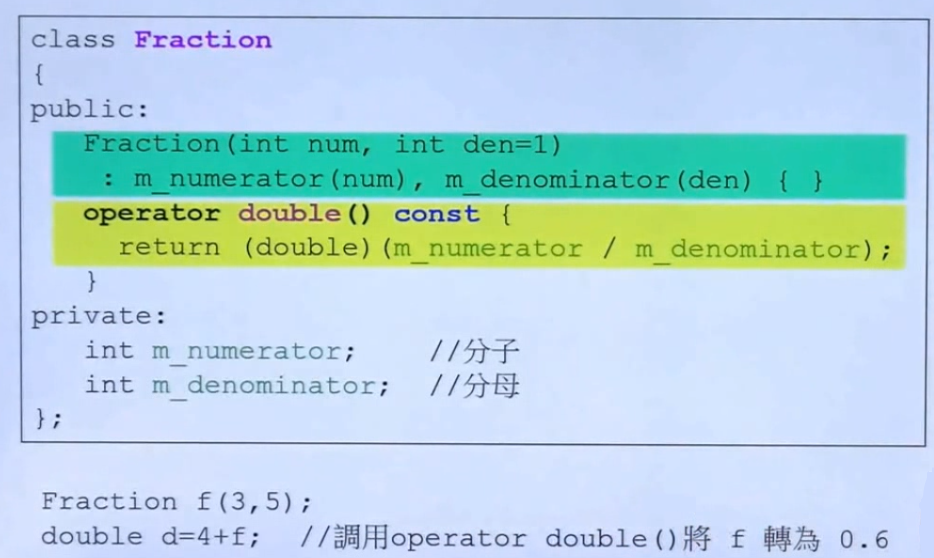 class Fraction
{
public:
Fraction(int num, int den=1)
: m_numerator(num), m_denominator(den) { }
operator double() const {
return (double)(m_numerator / m_denominator);
}
private:
int m_numerator; //分子
int m_denominator; //分母
};
Fraction f(3,5);
double d=4+f; //調用operator double()將 f 轉為 0.6